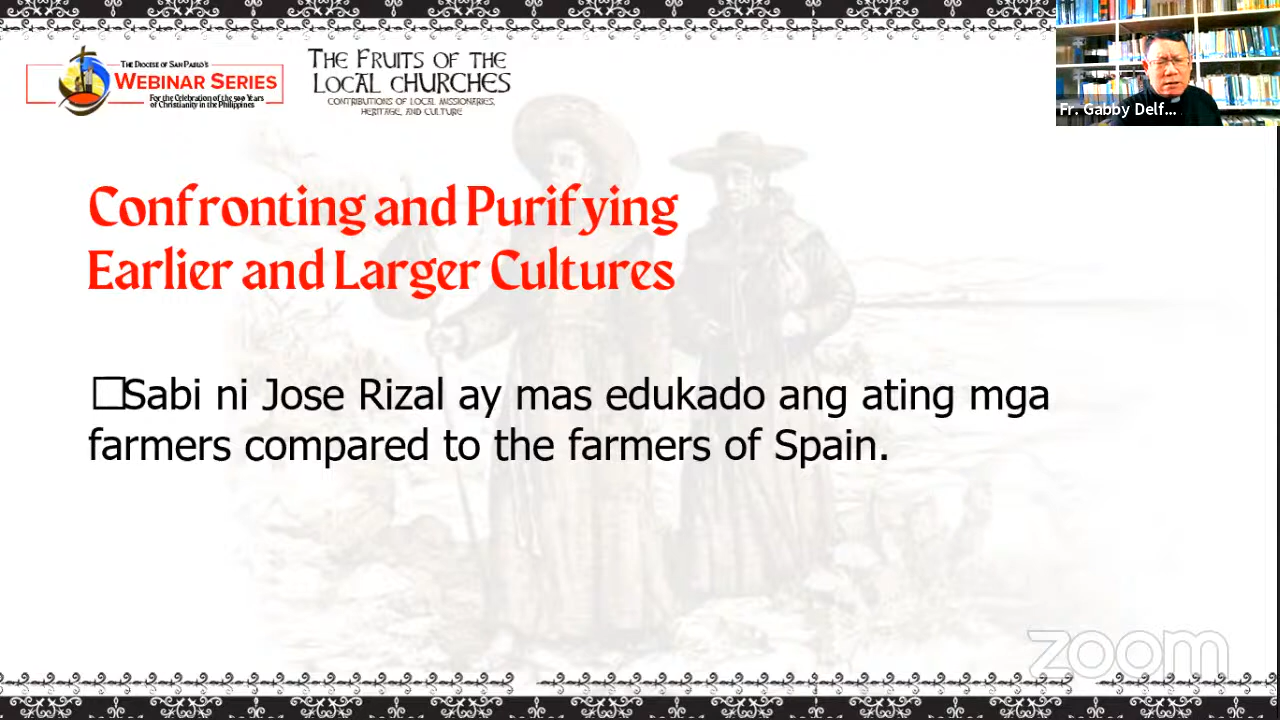 THE DIOCESE OF SAN PABLO'S
WEBINAR SERIES
For the Celebration of the 500 Years
of Christianity in the Philippines
THE FRUITS OF THE
LOCAL CHURCHES
CONTRIBUTIONS OF LOCAL MISSIONARIES,
HERITAGE, AND CULTURE
Fr. Gabby Delf...
Confronting and Purifying
Earlier and Larger Cultures
□Sabi ni Jose Rizal ay mas edukado ang ating mga
farmers compared to the farmers of Spain.
zoom